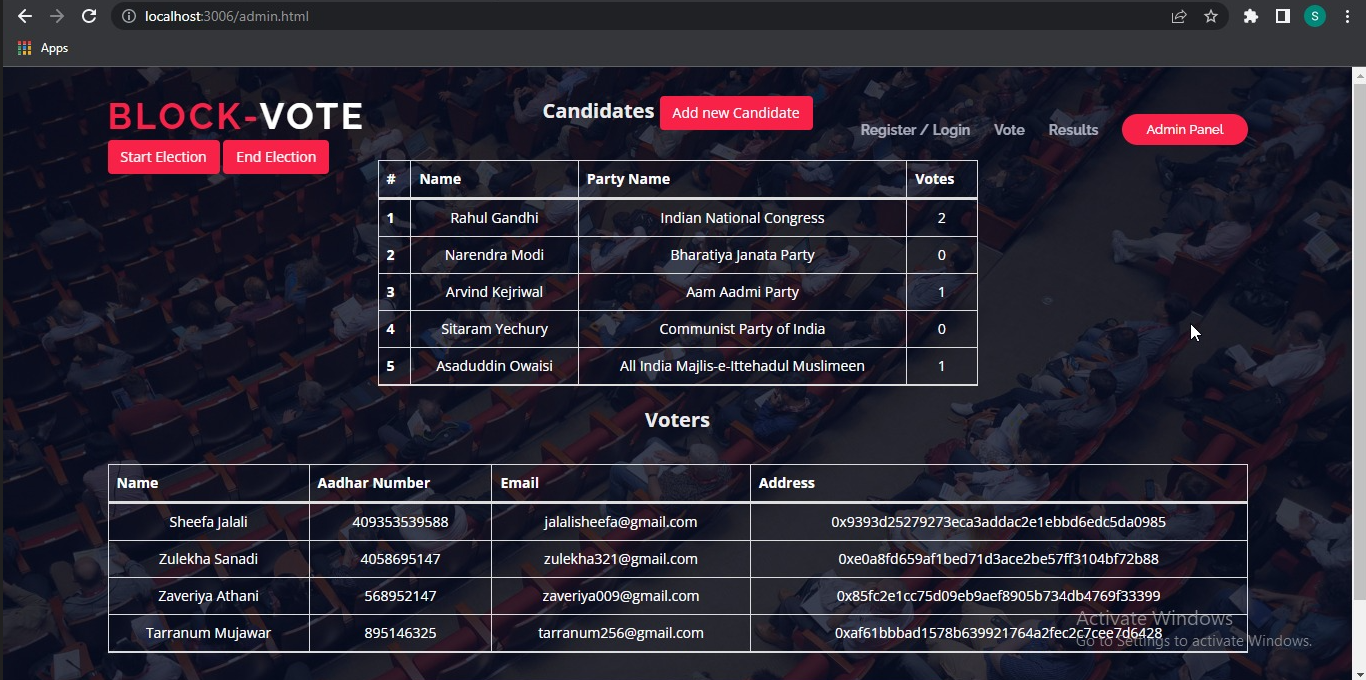 localhost:3006/admin.html
S
Apps
BLOCK-VOTE
Candidates Add new Candidate
Register / Login Vote Results Admin Panel
Start Election End Election
# Name Party Name Votes
1 Rahul Gandhi Indian National Congress 2
2 Narendra Modi Bharatiya Janata Party 0
3 Arvind Kejriwal Aam Aadmi Party 1
4 Sitaram Yechury Communist Party of India 0
5 Asaduddin Owaisi All India Majlis-e-Ittehadul Muslimeen 1
Voters
Name Aadhar Number Email Address
Sheefa Jalali 409353539588 jalalisheefa@gmail.com 0x9393d25279273eca3addac2e1ebbd6edc5da0985
Zulekha Sanadi 4058695147 zulekha321@gmail.com 0xe0a8fd659af1bed71d3ace2be57ff3104bf72b88
Zaveriya Athani 568952147 zaveriya009@gmail.com 0x85fc2e1cc75d09eb9aef8905b734db4769f33399
Tarranum Mujawar 895146325 tarranum256@gmail.com 0xaf61bbbad1578b639921764a2fec2c7cee7d6428
Activate Windows
Go to Settings to activate Windows.